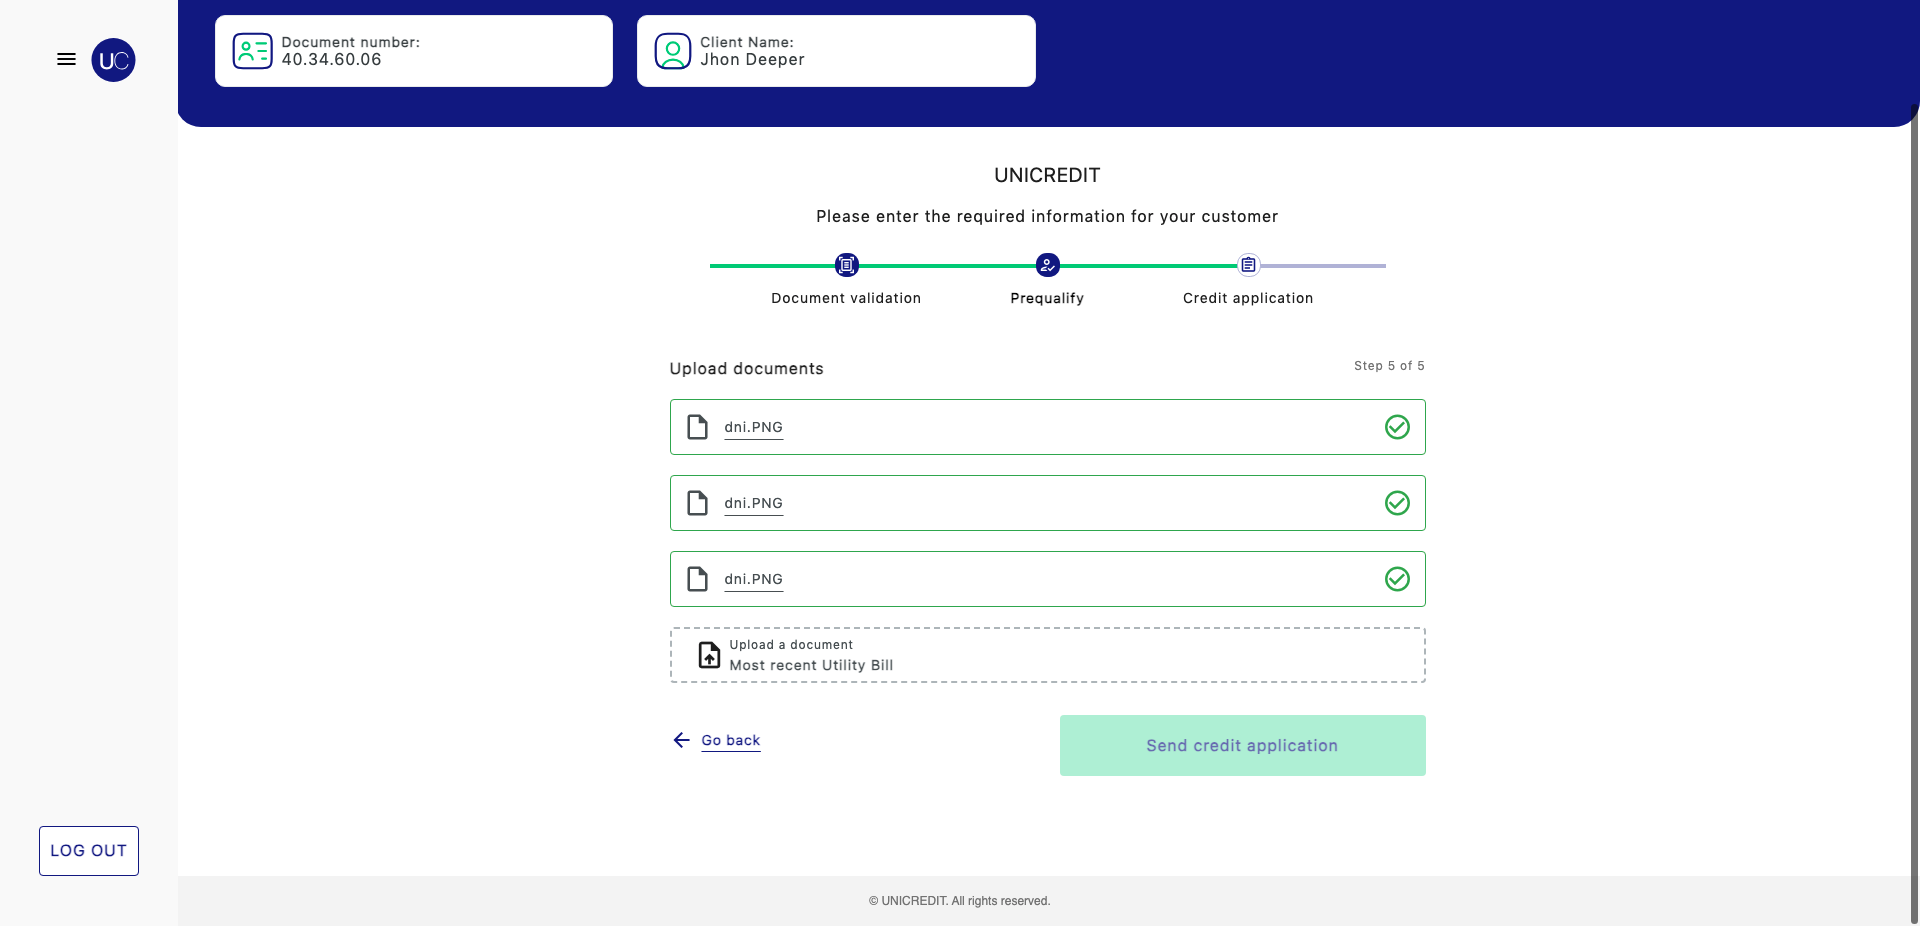 UC
Document number:
40.34.60.06
Client Name:
Jhon Deeper
UNICREDIT
Please enter the required information for your customer
Document validation
Prequalify
Credit application
Upload documents
Step 5 of 5
dni.PNG
dni.PNG
dni.PNG
Upload a document
Most recent Utility Bill
Go back
Send credit application
LOG OUT
© UNICREDIT. All rights reserved.